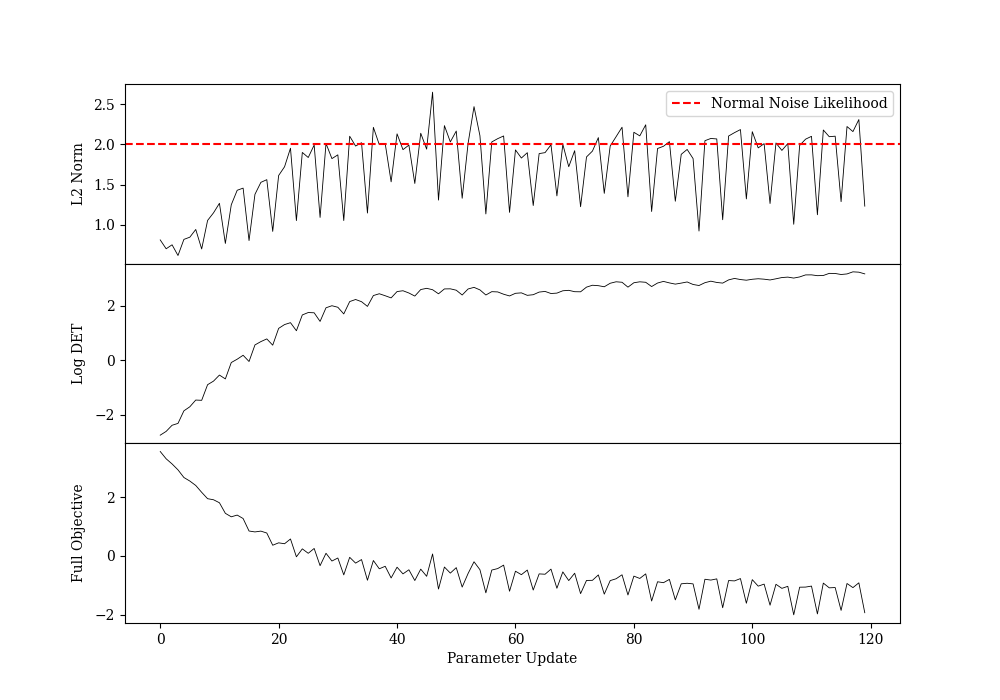 Normal Noise Likelihood
2.5
2.0
1.5
1.0
L2 Norm
2
0
−2
Log DET
2
0
−2
Full Objective
0 20 40 60 80 100 120
Parameter Update